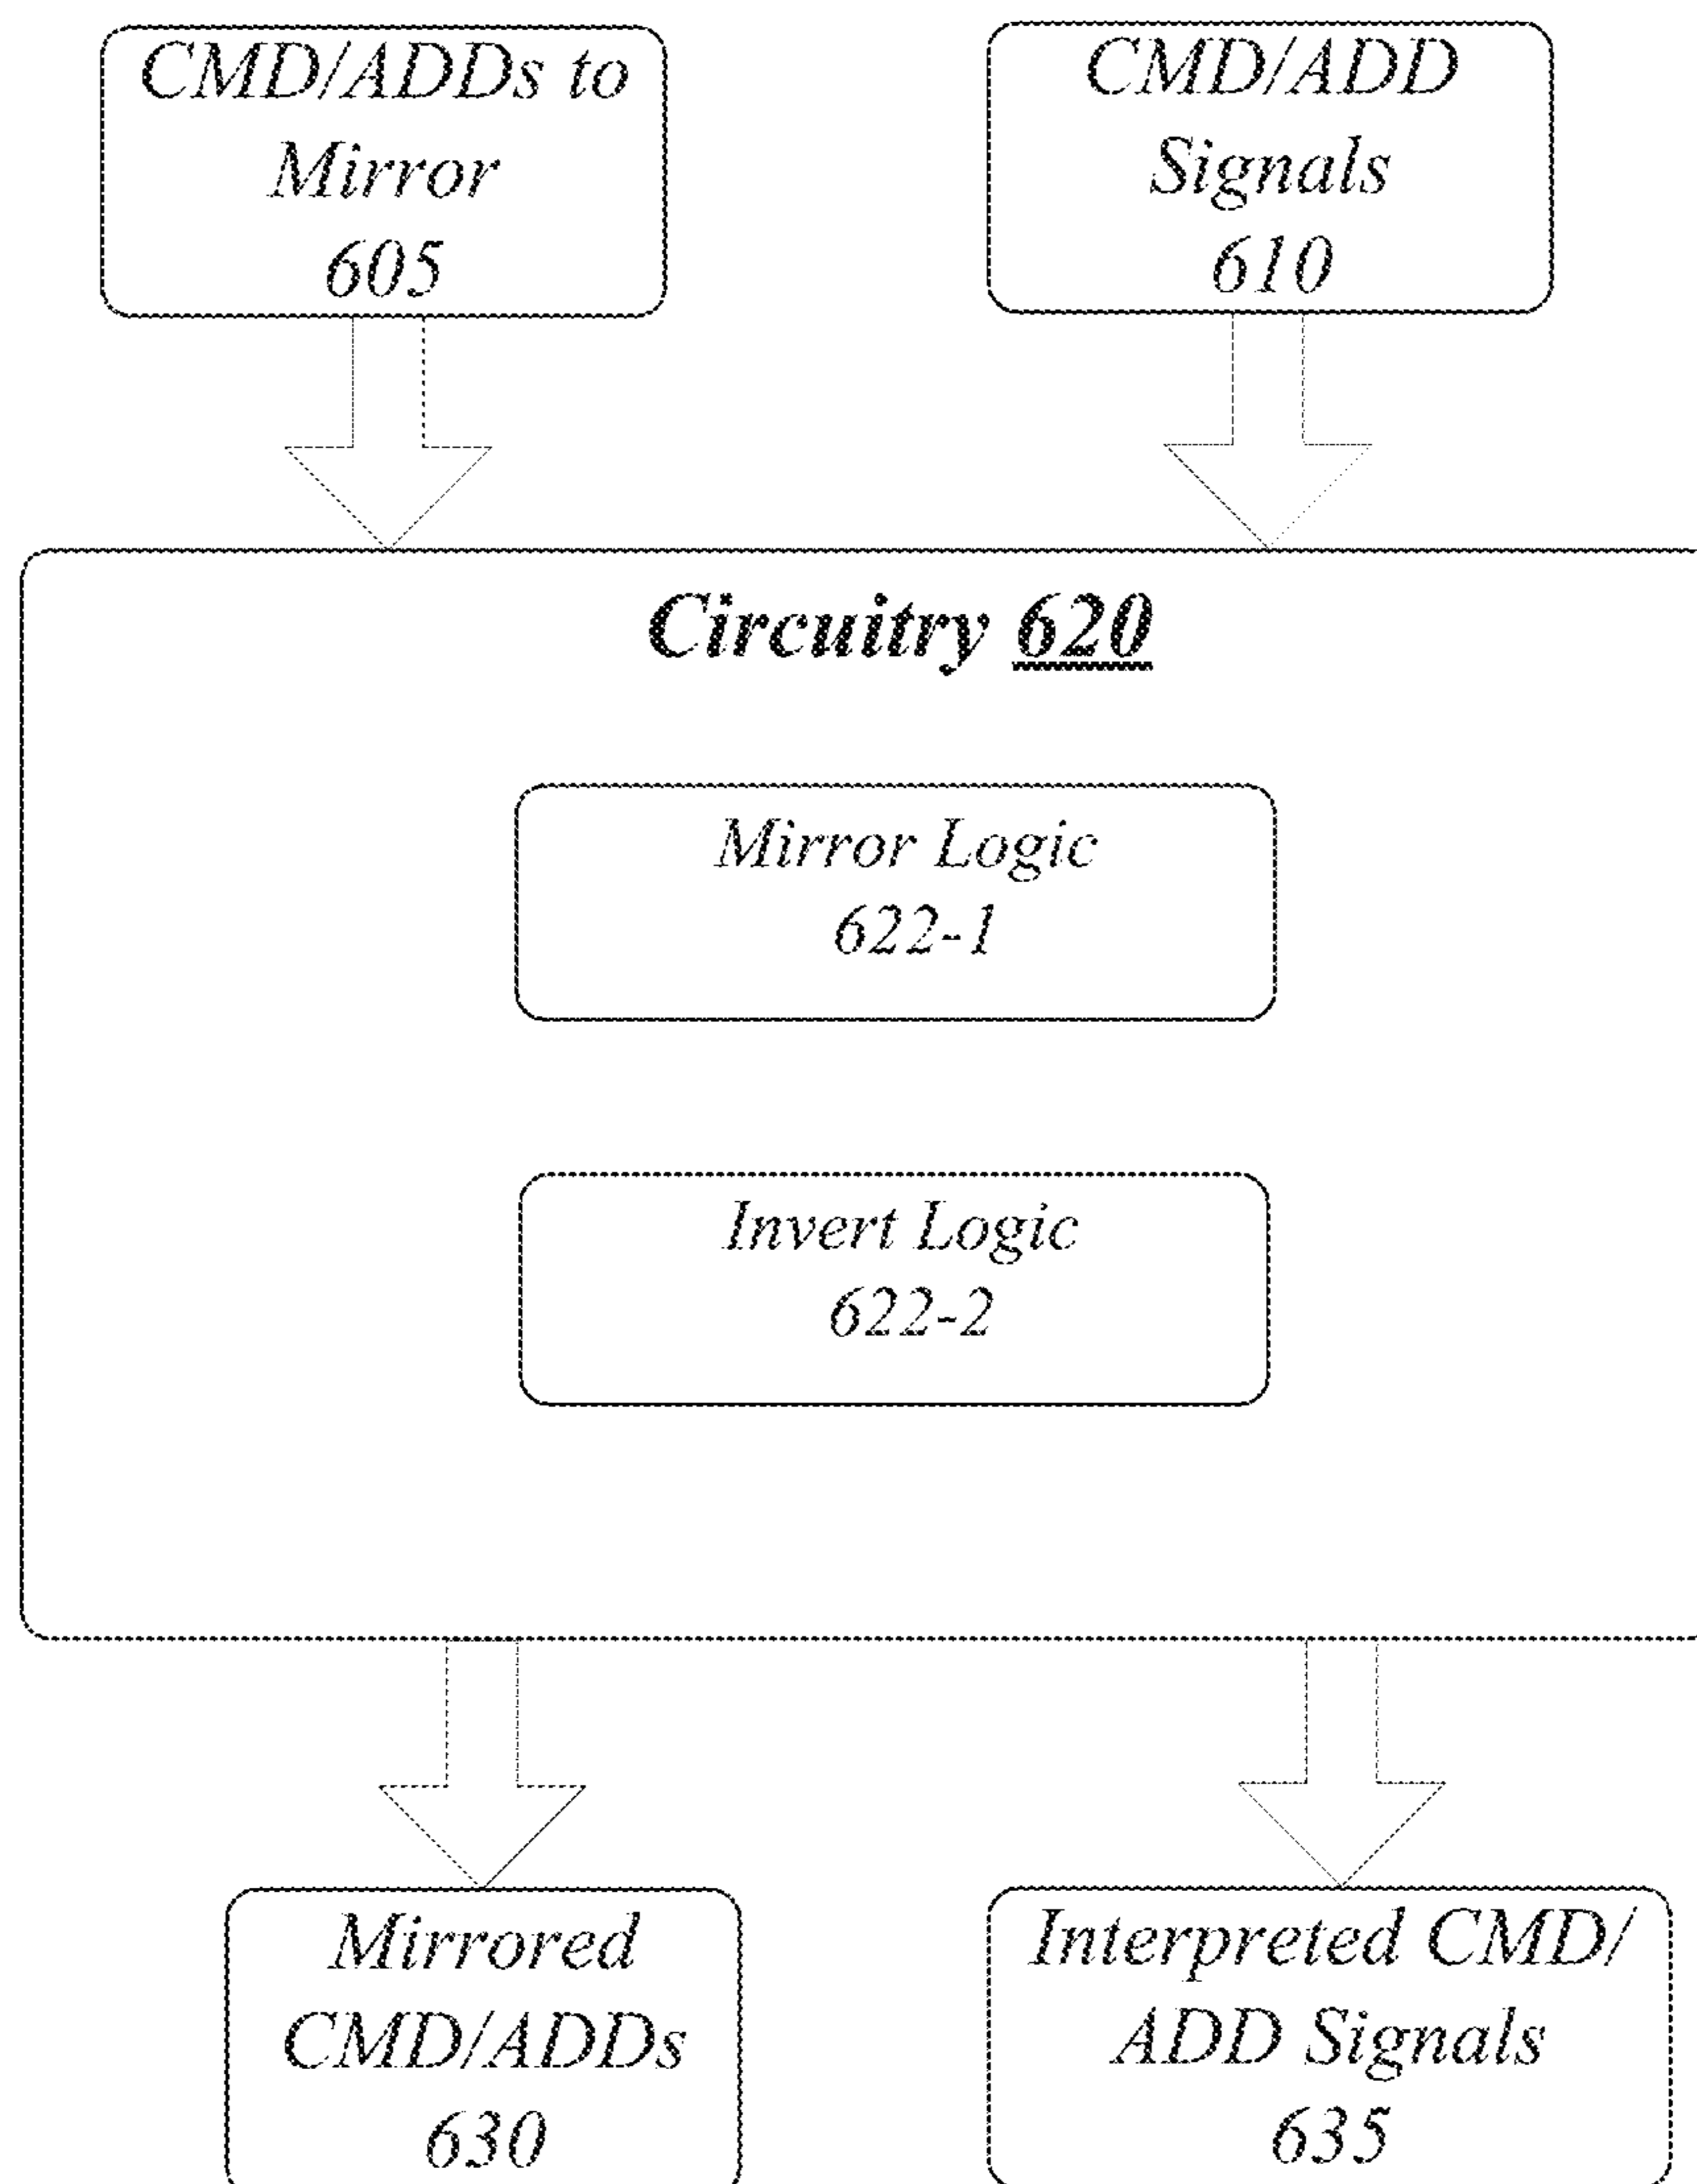 CMD/ADDs to
Mirror
605
CMD/ADD
Signals
610
Circuitry 620
Mirror Logic
622-1
Invert Logic
622-2
Mirrored
CMD/ADDs
630
Interpreted CMD/
ADD Signals
635